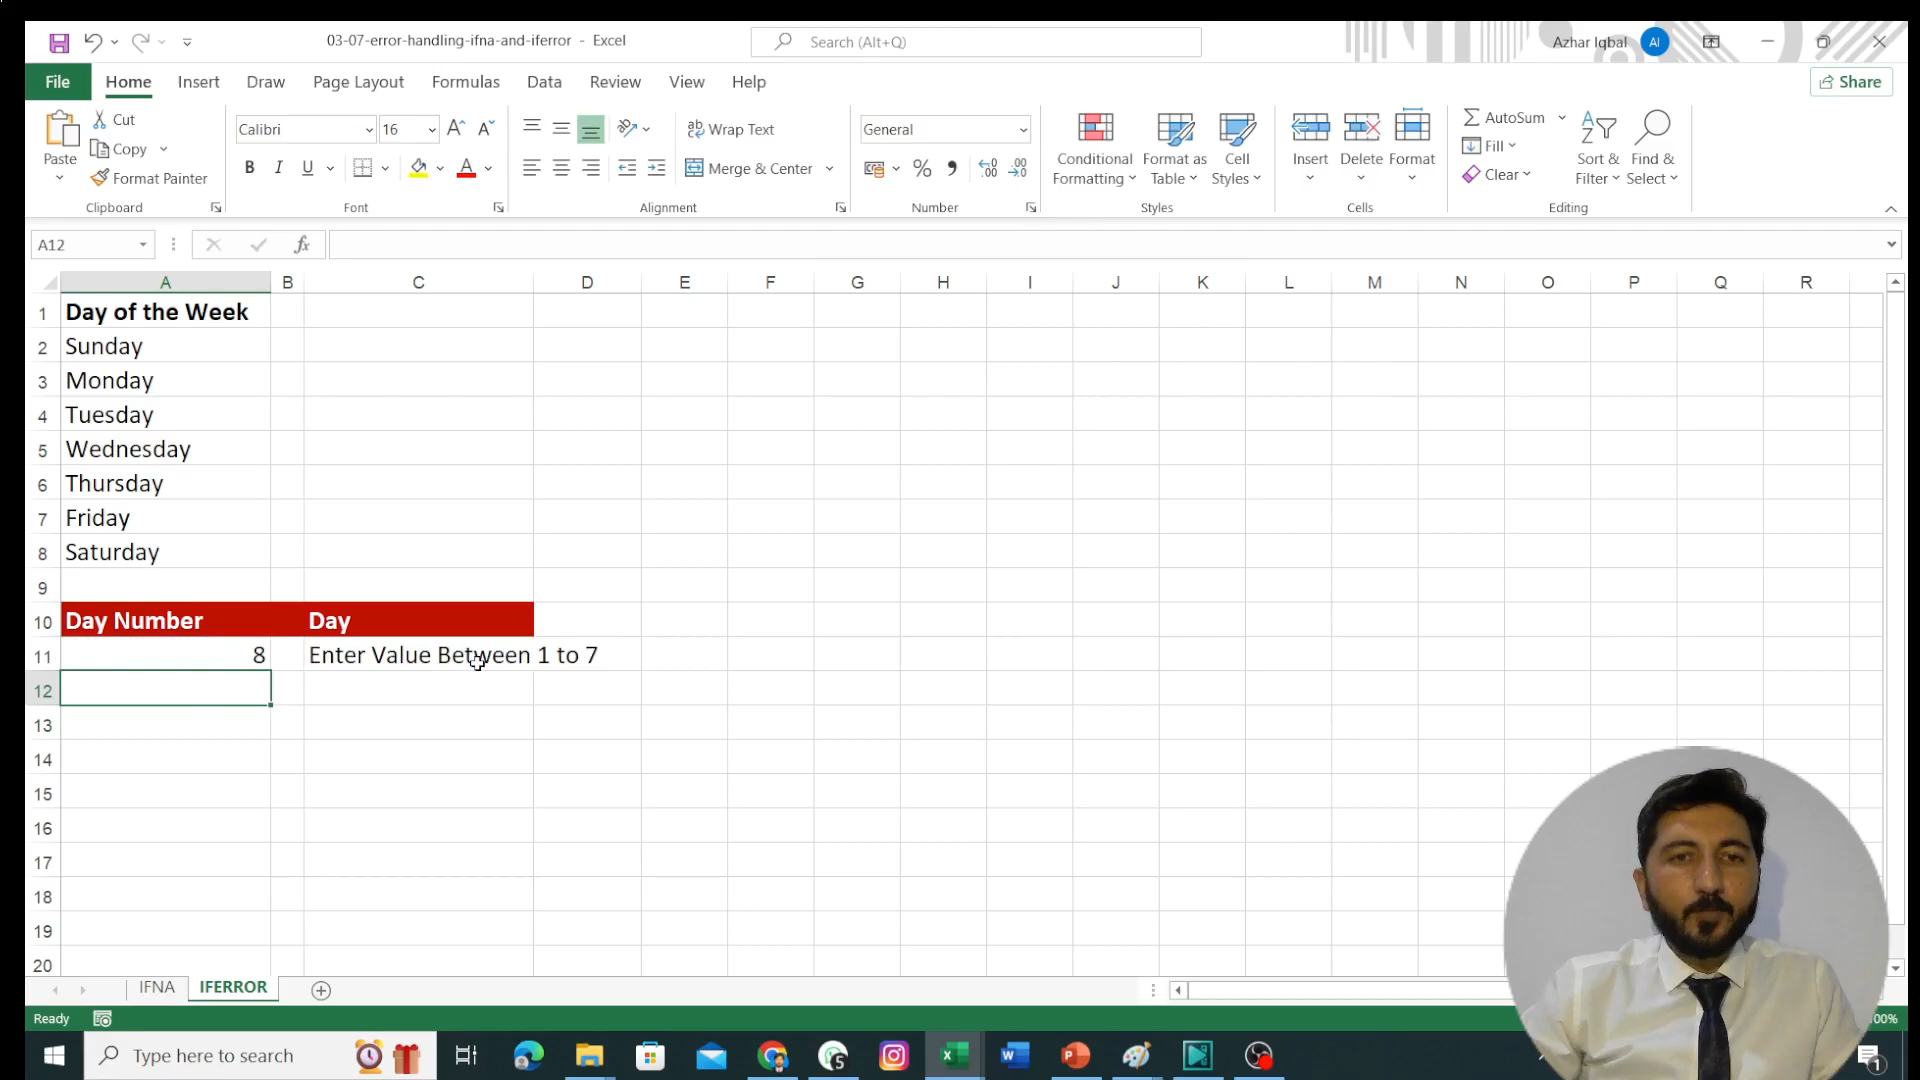 03-07-error-handling-ifna-and-iferror - Excel
Search (Alt+Q)
Azhar Iqbal
AI
File Home Insert Draw Page Layout Formulas Data Review View Help
Share
Paste
Cut
Copy
Format Painter
Clipboard
Calibri 16
B I U
Font
Wrap Text
Merge & Center
Alignment
General
Number
Conditional Formatting
Format as Table
Cell Styles
Styles
Insert Delete Format
Cells
AutoSum
Fill
Clear
Sort & Filter
Find & Select
Editing
A12
fx
A B C D E F G H I J K L M N O P Q R
1 Day of the Week
2 Sunday
3 Monday
4 Tuesday
5 Wednesday
6 Thursday
7 Friday
8 Saturday
9
10 Day Number Day
11 8 Enter Value Between 1 to 7
12
13
14
15
16
17
18
19
20
IFNA IFERROR
Ready
100%
Type here to search